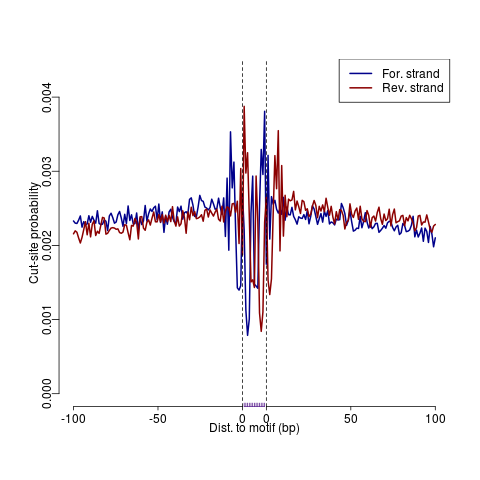 For. strand
Rev. strand
Cut-site probability
0.004
0.003
0.002
0.001
0.000
-100 -50 0 0 50 100
Dist. to motif (bp)